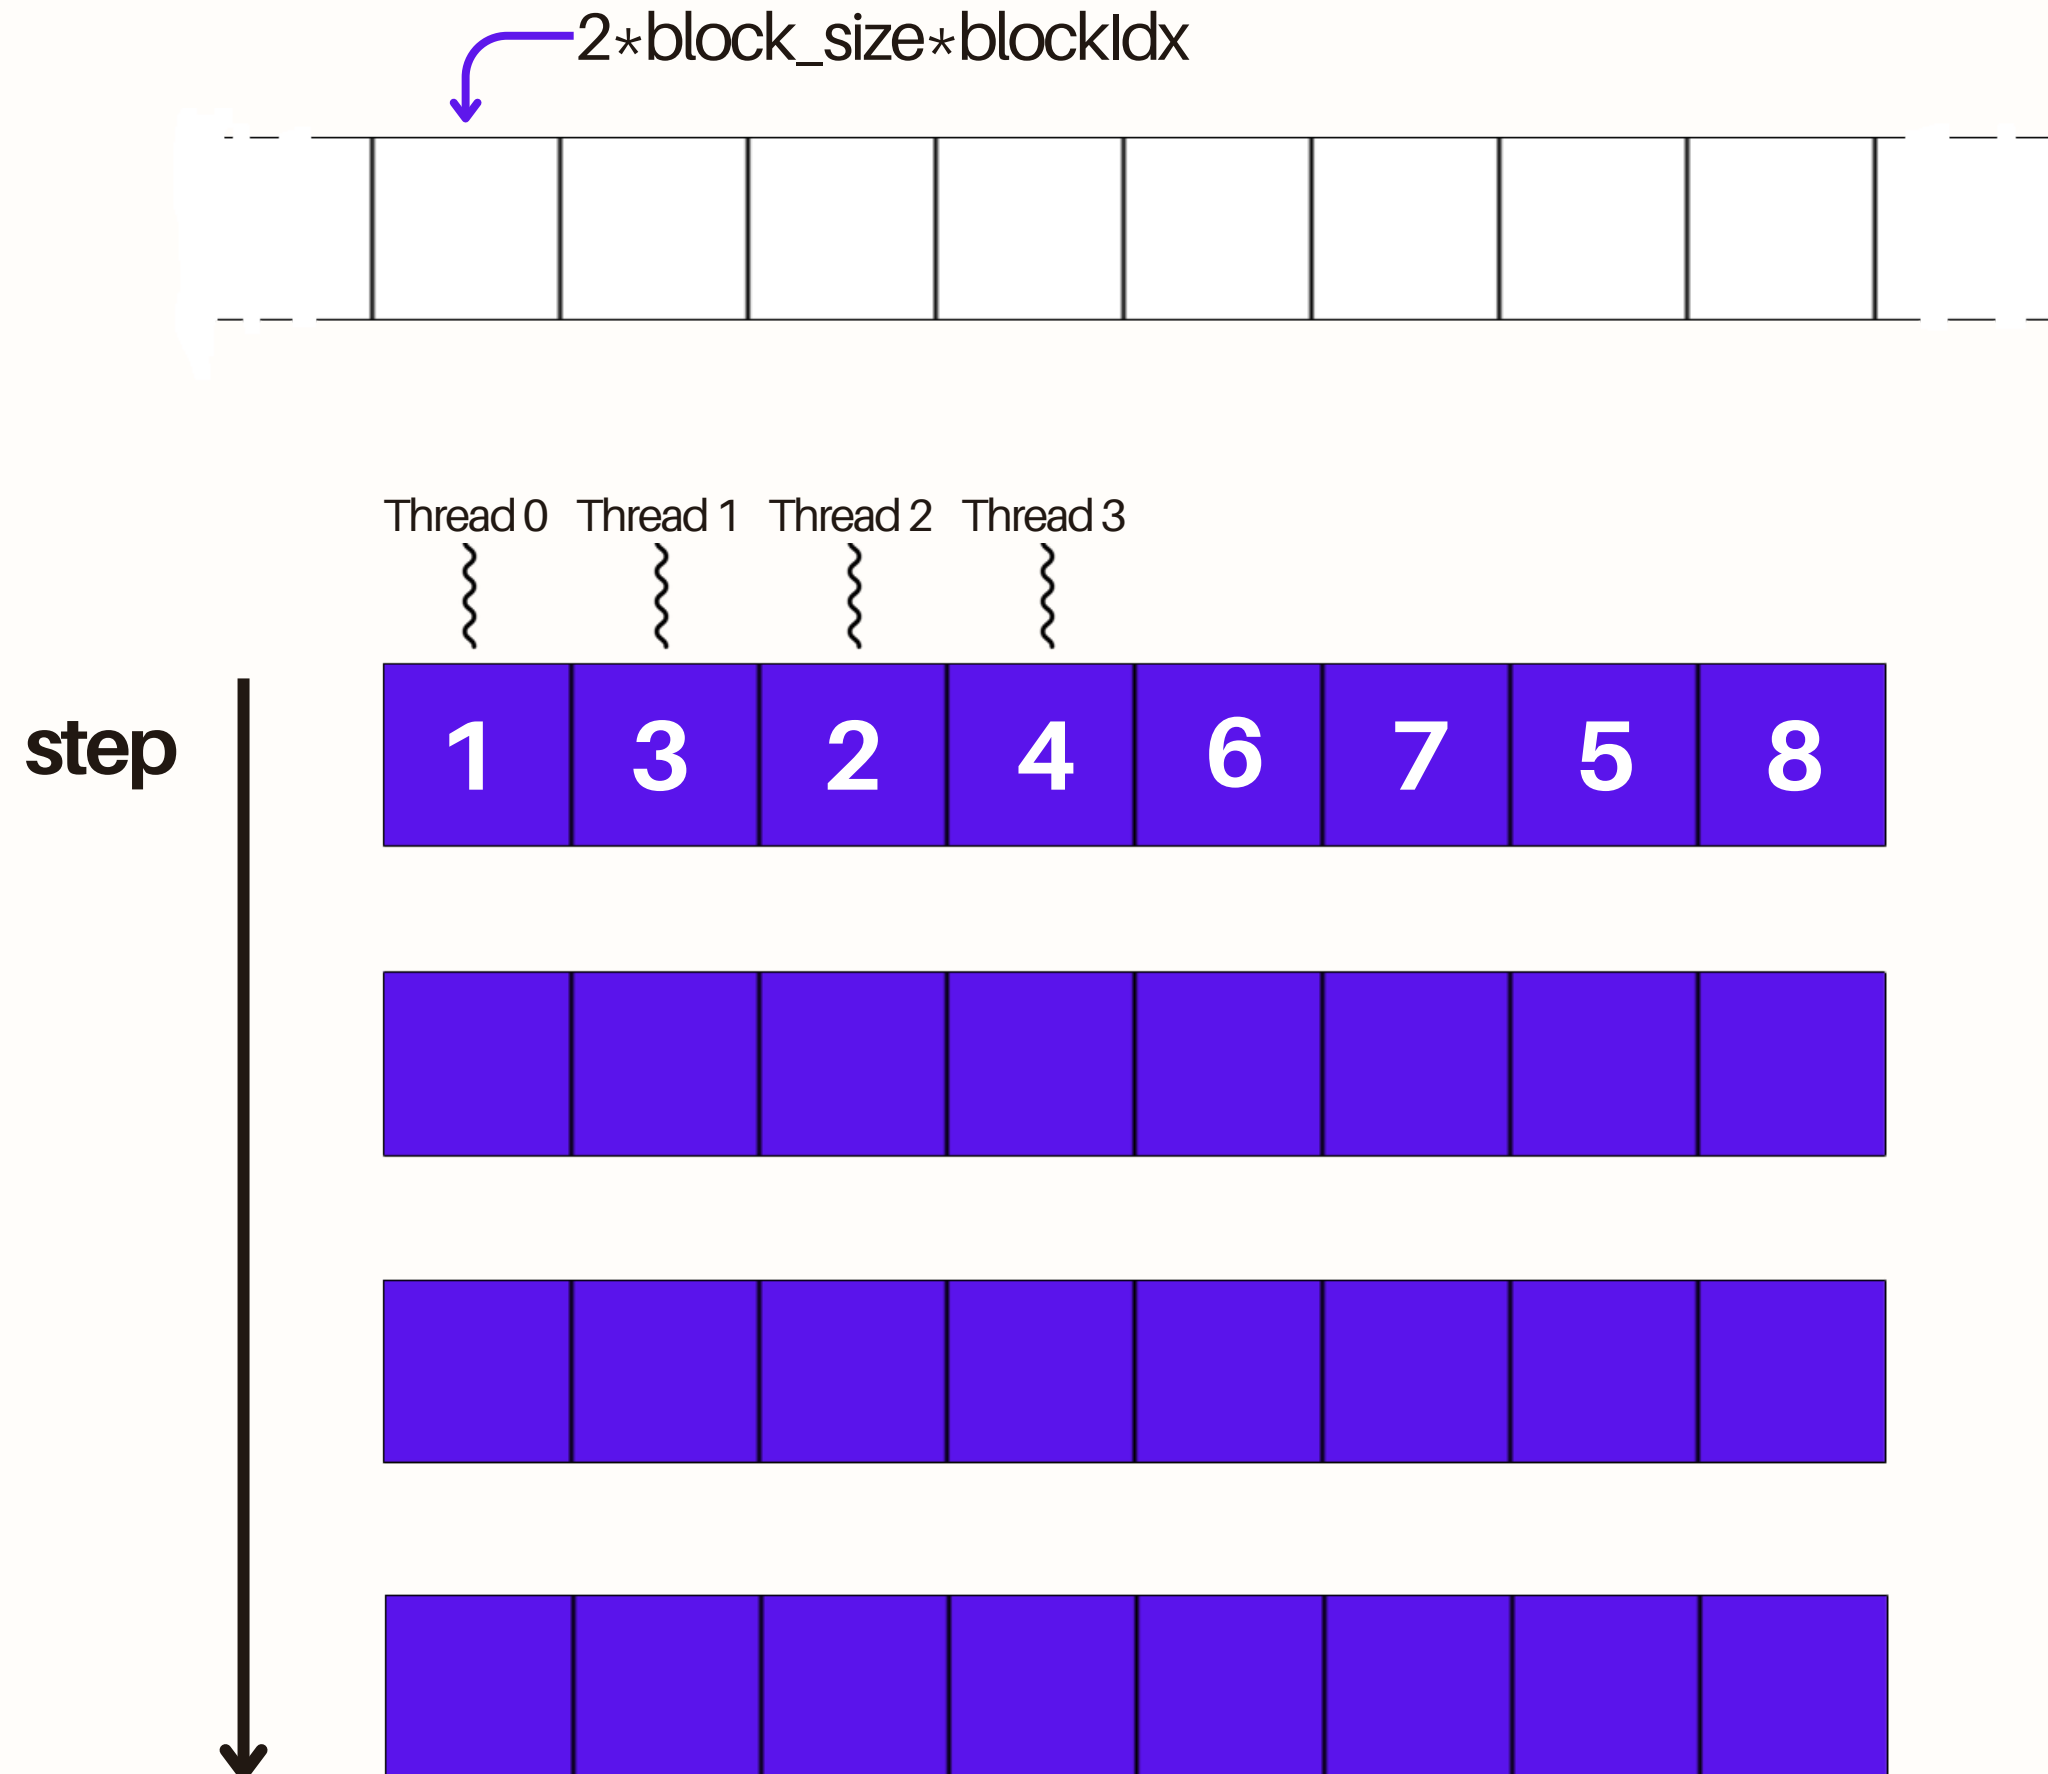 2*block_size*blockIdx
Thread 0 Thread 1 Thread 2 Thread 3
step
1 3 2 4 6 7 5 8